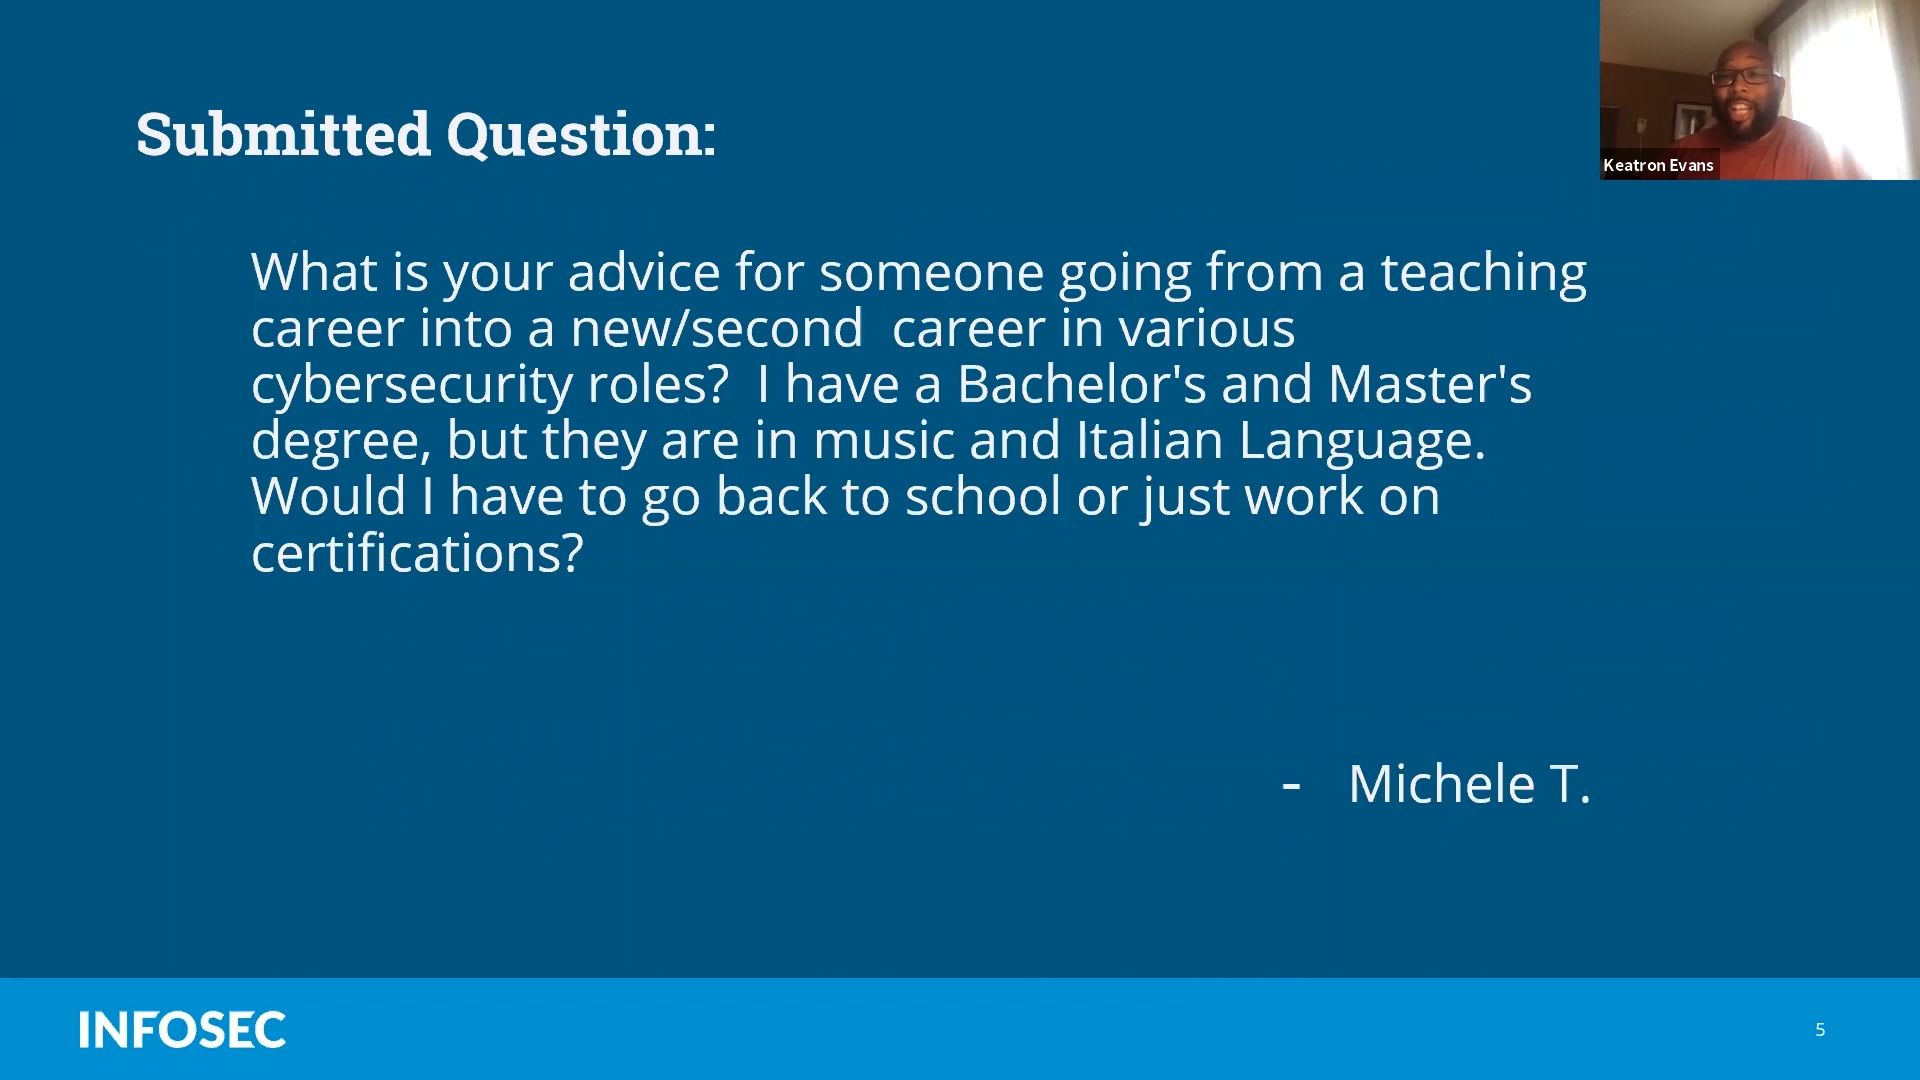 Submitted Question:
Keatron Evans
What is your advice for someone going from a teaching
career into a new/second  career in various
cybersecurity roles?  I have a Bachelor's and Master's
degree, but they are in music and Italian Language.
Would I have to go back to school or just work on
certifications?
- Michele T.
INFOSEC
5